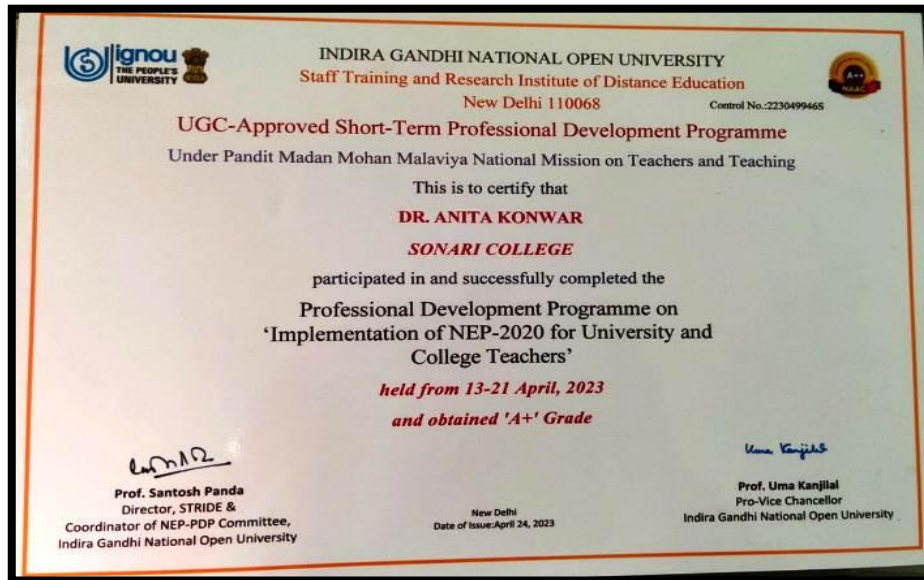 ignou
THE PEOPLE'S
UNIVERSITY
INDIRA GANDHI NATIONAL OPEN UNIVERSITY
Staff Training and Research Institute of Distance Education
New Delhi 110068
A++
NAAC
Control No.:2230499465
UGC-Approved Short-Term Professional Development Programme
Under Pandit Madan Mohan Malaviya National Mission on Teachers and Teaching
This is to certify that
DR. ANITA KONWAR
SONARI COLLEGE
participated in and successfully completed the
Professional Development Programme on
‘Implementation of NEP-2020 for University and
College Teachers’
held from 13-21 April, 2023
and obtained 'A+' Grade
Uma Kanjilal
Prof. Santosh Panda
Director, STRIDE &
Coordinator of NEP-PDP Committee,
Indira Gandhi National Open University
New Delhi
Date of Issue:April 24, 2023
Prof. Uma Kanjilal
Pro-Vice Chancellor
Indira Gandhi National Open University